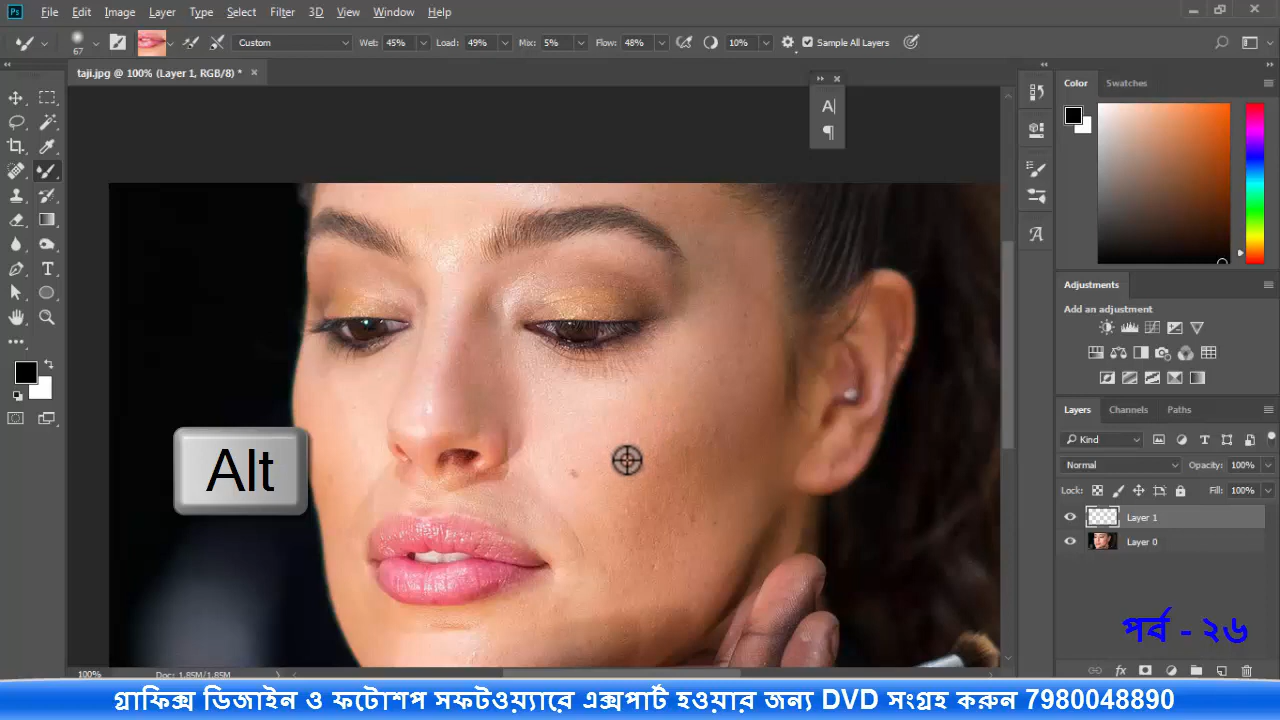 Ps File Edit Image Layer Type Select Filter 3D View Window Help
67 Custom Wet: 45% Load: 49% Mix: 5% Flow: 48% 10% Sample All Layers
taji.jpg @ 100% (Layer 1, RGB/8) *
Color Swatches
Adjustments
Add an adjustment
Alt
Layers Channels Paths
Kind
Normal Opacity: 100%
Lock: Fill: 100%
Layer 1
Layer 0
পর্ব - ২৬
100% Doc: 1.85M/1.85M
গ্রাফিক্স ডিজাইন ও ফটোশপ সফটওয়্যারে এক্সপার্ট হওয়ার জন্য DVD সংগ্রহ করুন 7980048890